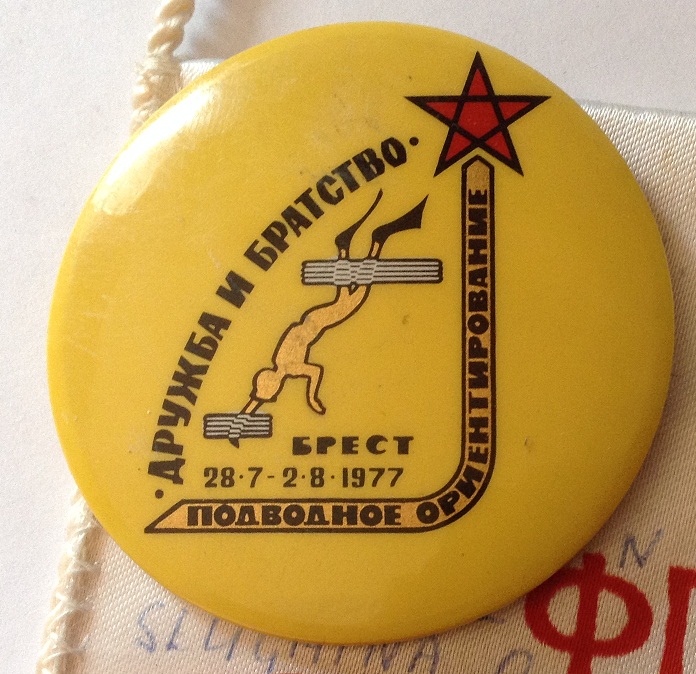 ·ДРУЖБА И БРАТСТВО·
БРЕСТ
28·7-2·8·1977
ПОДВОДНОЕ ОРИЕНТИРОВАНИЕ
N